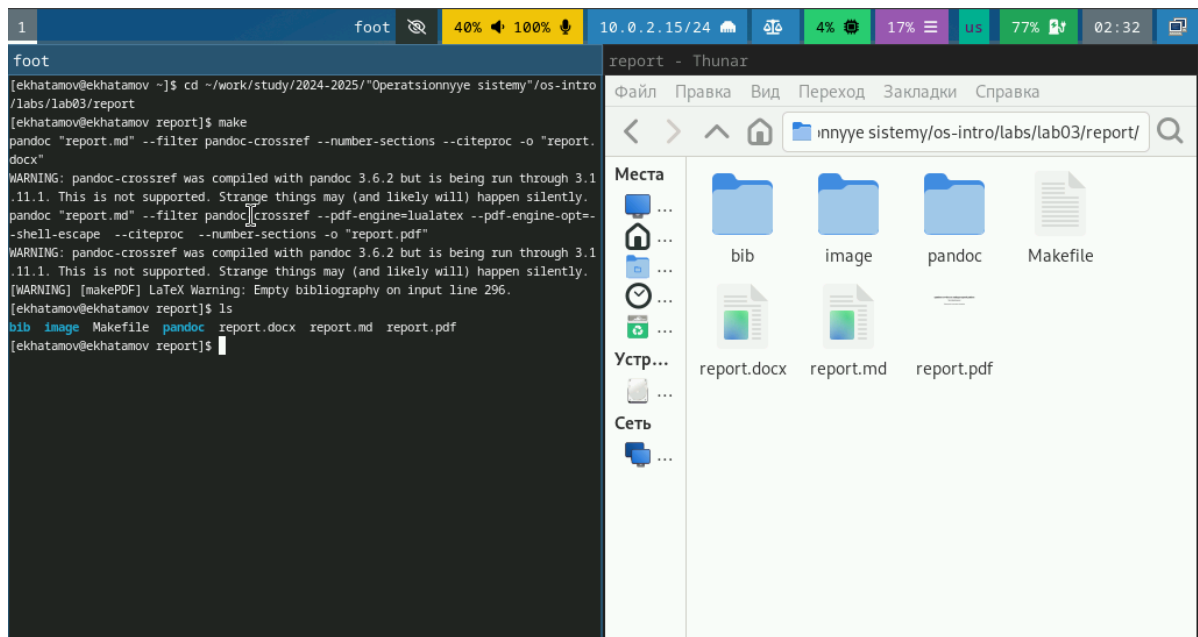 1 foot 40% 100% 10.0.2.15/24 4% 17% us 77% 02:32
foot
[ekhatamov@ekhatamov ~]$ cd ~/work/study/2024-2025/"Operatsionnyye sistemy"/os-intro
/labs/lab03/report
[ekhatamov@ekhatamov report]$ make
pandoc "report.md" --filter pandoc-crossref --number-sections --citeproc -o "report.
docx"
WARNING: pandoc-crossref was compiled with pandoc 3.6.2 but is being run through 3.1
.11.1. This is not supported. Strange things may (and likely will) happen silently.
pandoc "report.md" --filter pandoc-crossref --pdf-engine=lualatex --pdf-engine-opt=-
-shell-escape  --citeproc  --number-sections -o "report.pdf"
WARNING: pandoc-crossref was compiled with pandoc 3.6.2 but is being run through 3.1
.11.1. This is not supported. Strange things may (and likely will) happen silently.
[WARNING] [makePDF] LaTeX Warning: Empty bibliography on input line 296.
[ekhatamov@ekhatamov report]$ ls
bib  image  Makefile  pandoc  report.docx  report.md  report.pdf
[ekhatamov@ekhatamov report]$
report - Thunar
Файл Правка Вид Переход Закладки Справка
onnyye sistemy/os-intro/labs/lab03/report/
Места
...
...
...
...
...
Устр...
...
Сеть
...
bib image pandoc Makefile
report.docx report.md report.pdf